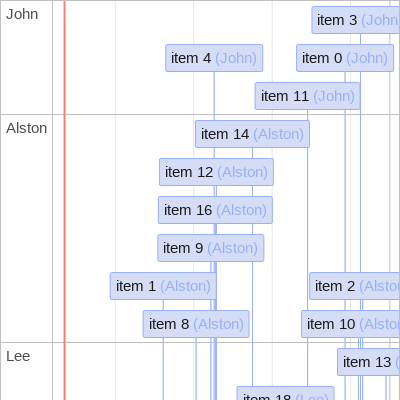 John
item 3 (John
item 4 (John)
item 0 (John)
item 11 (John)
Alston
item 14 (Alston)
item 12 (Alston)
item 16 (Alston)
item 9 (Alston)
item 1 (Alston)
item 2 (Alsto
item 8 (Alston)
item 10 (Alsto
Lee
item 13 (
item 18 (Lee)